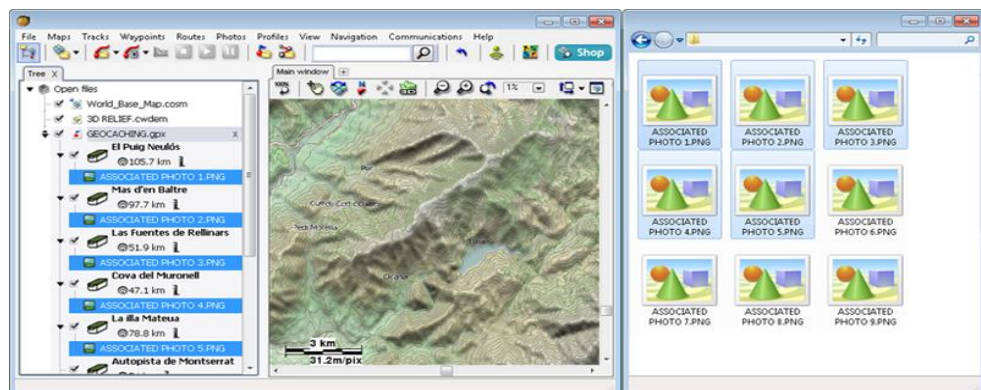 File Maps Tracks Waypoints Routes Photos Profiles View Navigation Communications Help
Shop
Tree X
Main window
Open files
World_Base_Map.cosm
3D RELIEF.cwdem
GEOCACHING.gpx x
El Puig Neulós
105.7 km
ASSOCIATED PHOTO 1.PNG
Mas d'en Baltre
97.7 km
ASSOCIATED PHOTO 2.PNG
Las Fuentes de Rellinars
51.9 km
ASSOCIATED PHOTO 3.PNG
Cova del Muronell
47.1 km
ASSOCIATED PHOTO 4.PNG
La illa Mateua
78.8 km
ASSOCIATED PHOTO 5.PNG
Autopista de Montserrat
100%
1%
3 km
31.2m/pix
ASSOCIATED PHOTO 1.PNG
ASSOCIATED PHOTO 2.PNG
ASSOCIATED PHOTO 3.PNG
ASSOCIATED PHOTO 4.PNG
ASSOCIATED PHOTO 5.PNG
ASSOCIATED PHOTO 6.PNG
ASSOCIATED PHOTO 7.PNG
ASSOCIATED PHOTO 8.PNG
ASSOCIATED PHOTO 9.PNG